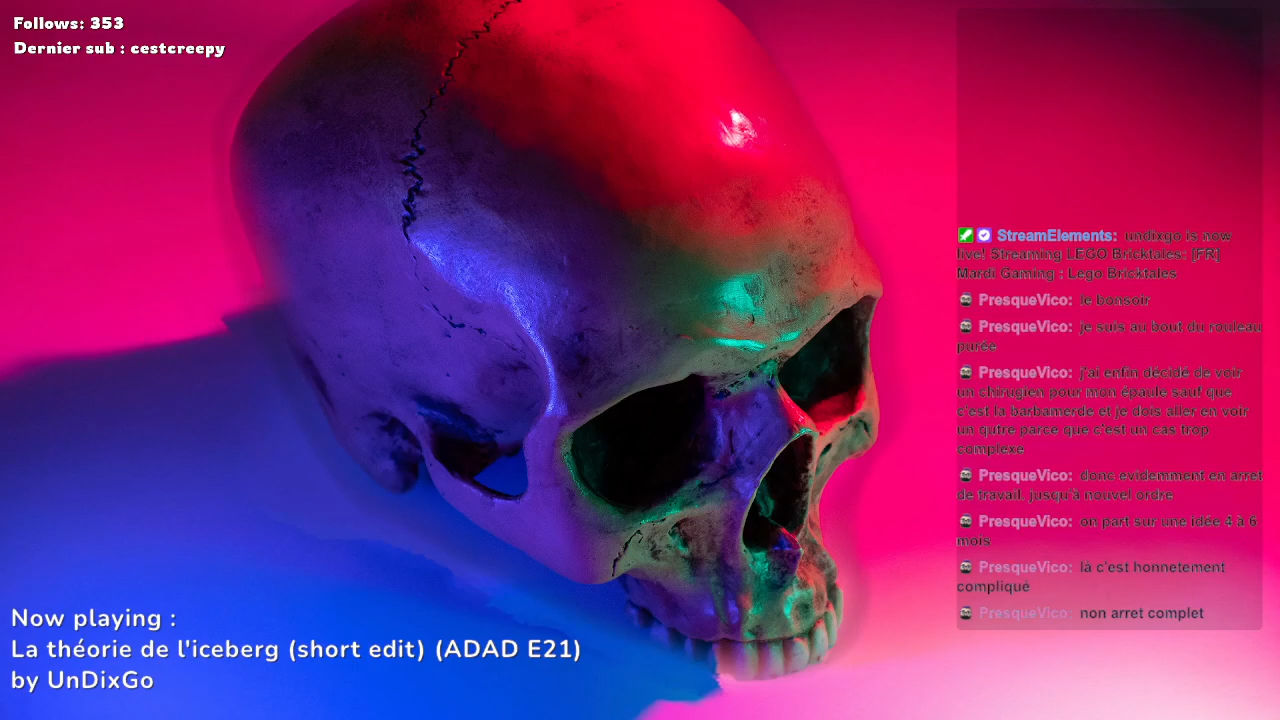 Follows: 353
Dernier sub : cestcreepy
StreamElements: undixgo is now
live! Streaming LEGO Bricktales: [FR]
Mardi Gaming : Lego Bricktales
PresqueVico: le bonsoir
PresqueVico: je suis au bout du rouleau
purée
PresqueVico: j'ai enfin décidé de voir
un chirugien pour mon épaule sauf que
c'est la barbamerde et je dois aller en voir
un qutre parce que c'est un cas trop
complexe
PresqueVico: donc evidemment en arret
de travail, jusqu'à nouvel ordre
PresqueVico: on part sur une idée 4 à 6
mois
PresqueVico: là c'est honnetement
compliqué
PresqueVico: non arret complet
Now playing :
La théorie de l'iceberg (short edit) (ADAD E21)
by UnDixGo